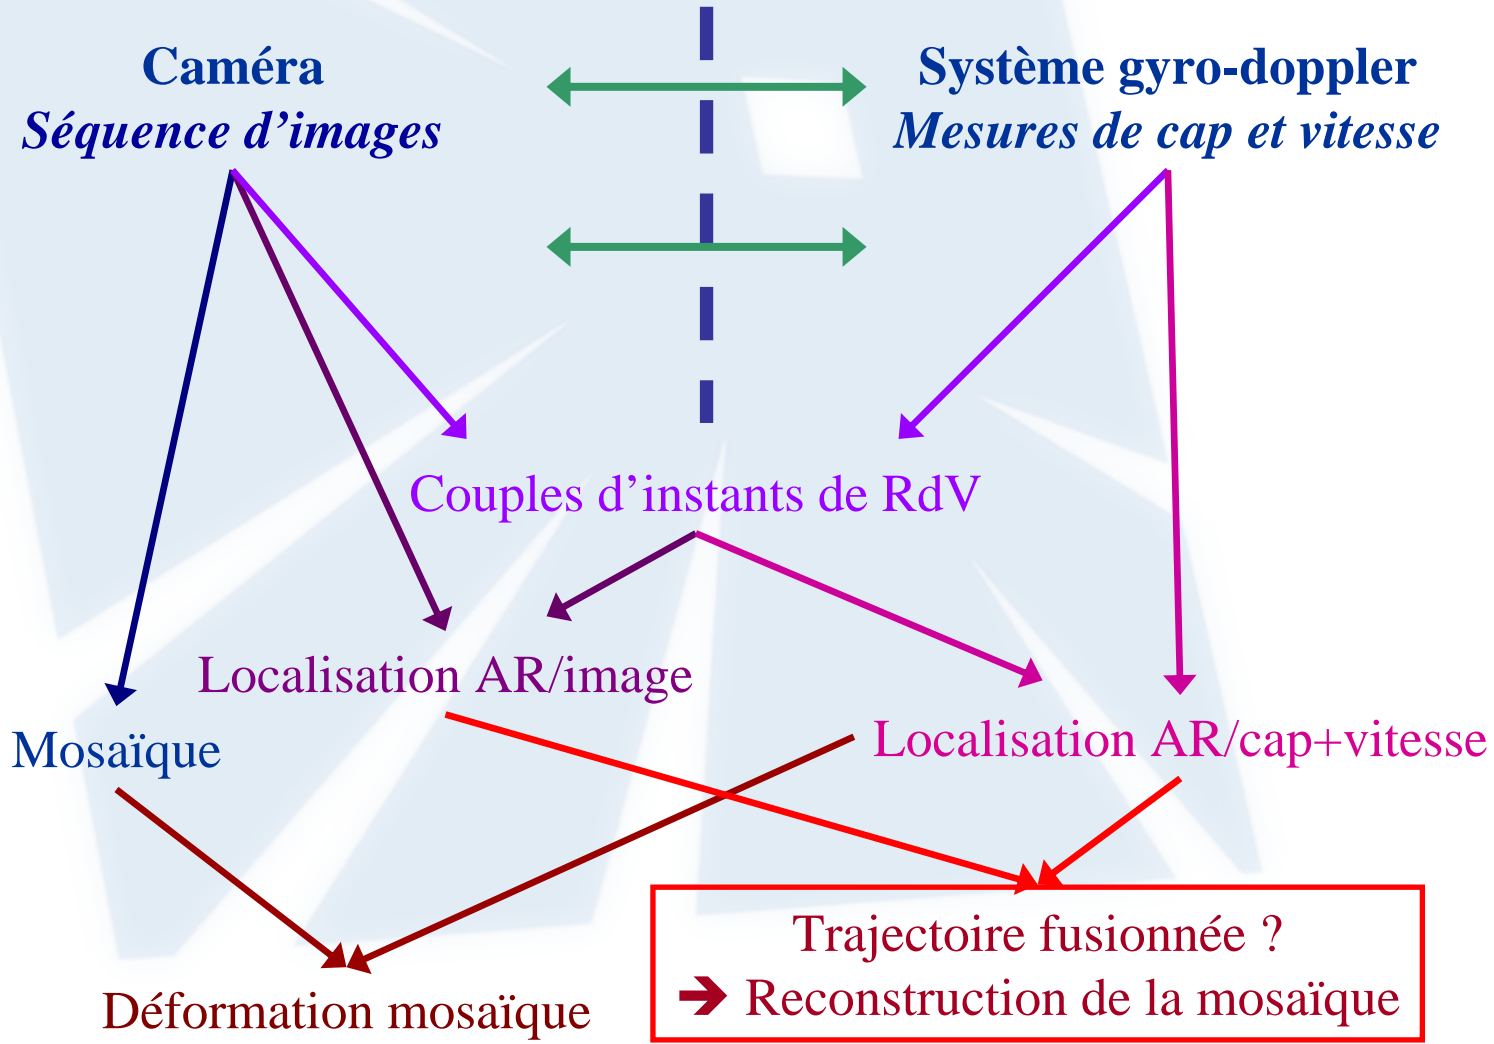 Caméra
Séquence d’images
Système gyro-doppler
Mesures de cap et vitesse
Couples d’instants de RdV
Localisation AR/image
Mosaïque
Localisation AR/cap+vitesse
Déformation mosaïque
Trajectoire fusionnée ?
➔ Reconstruction de la mosaïque